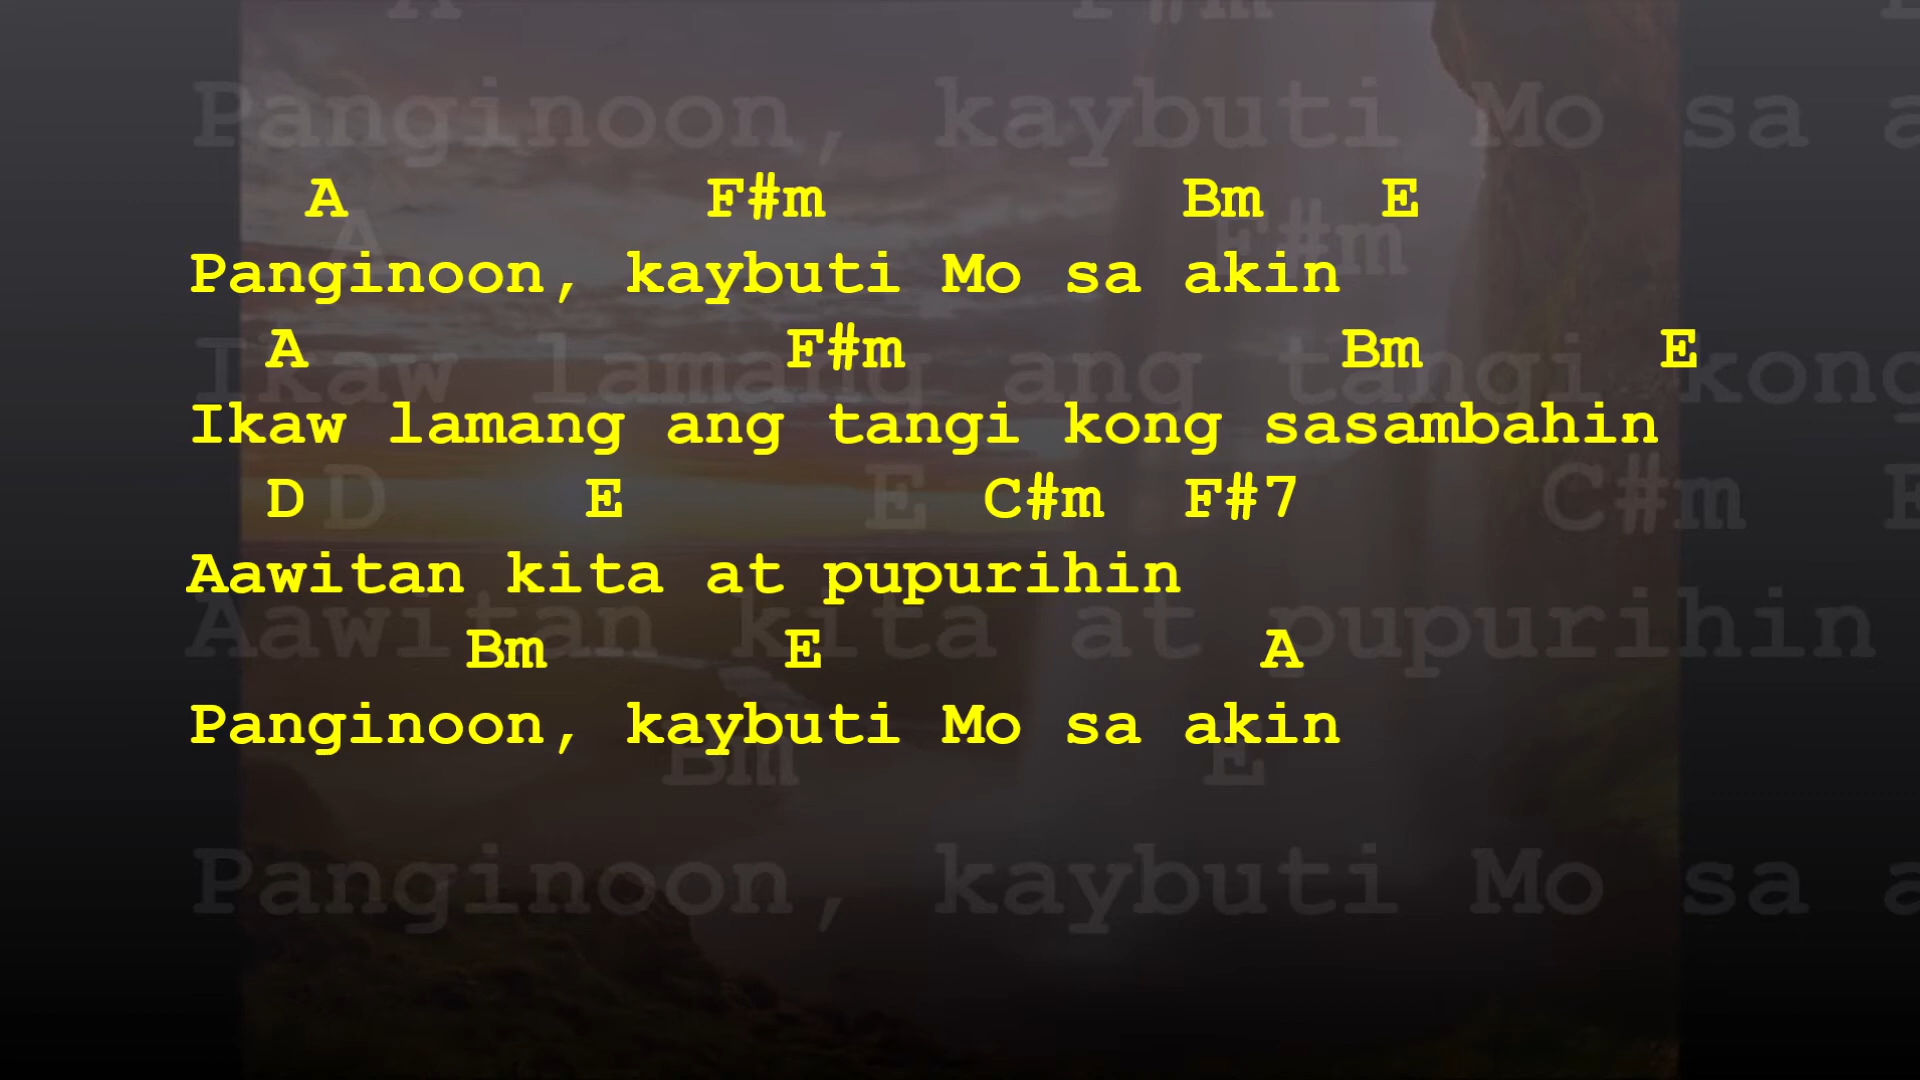 A F#m Bm E
Panginoon, kaybuti Mo sa akin
A F#m Bm E
Ikaw lamang ang tangi kong sasambahin
D E C#m F#7
Aawitan kita at pupurihin
Bm E A
Panginoon, kaybuti Mo sa akin